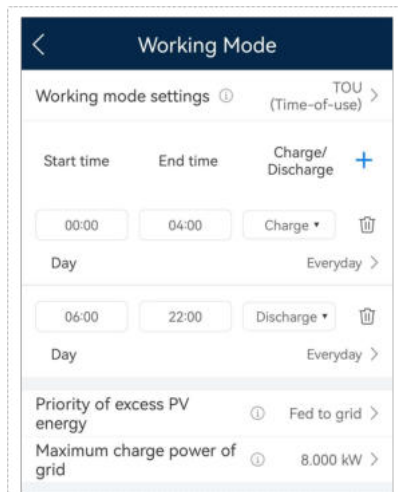 Working Mode
Working mode settings TOU
(Time-of-use)
Start time End time Charge/
Discharge
00:00 04:00 Charge
Day Everyday
06:00 22:00 Discharge
Day Everyday
Priority of excess PV
energy Fed to grid
Maximum charge power of
grid 8.000 kW